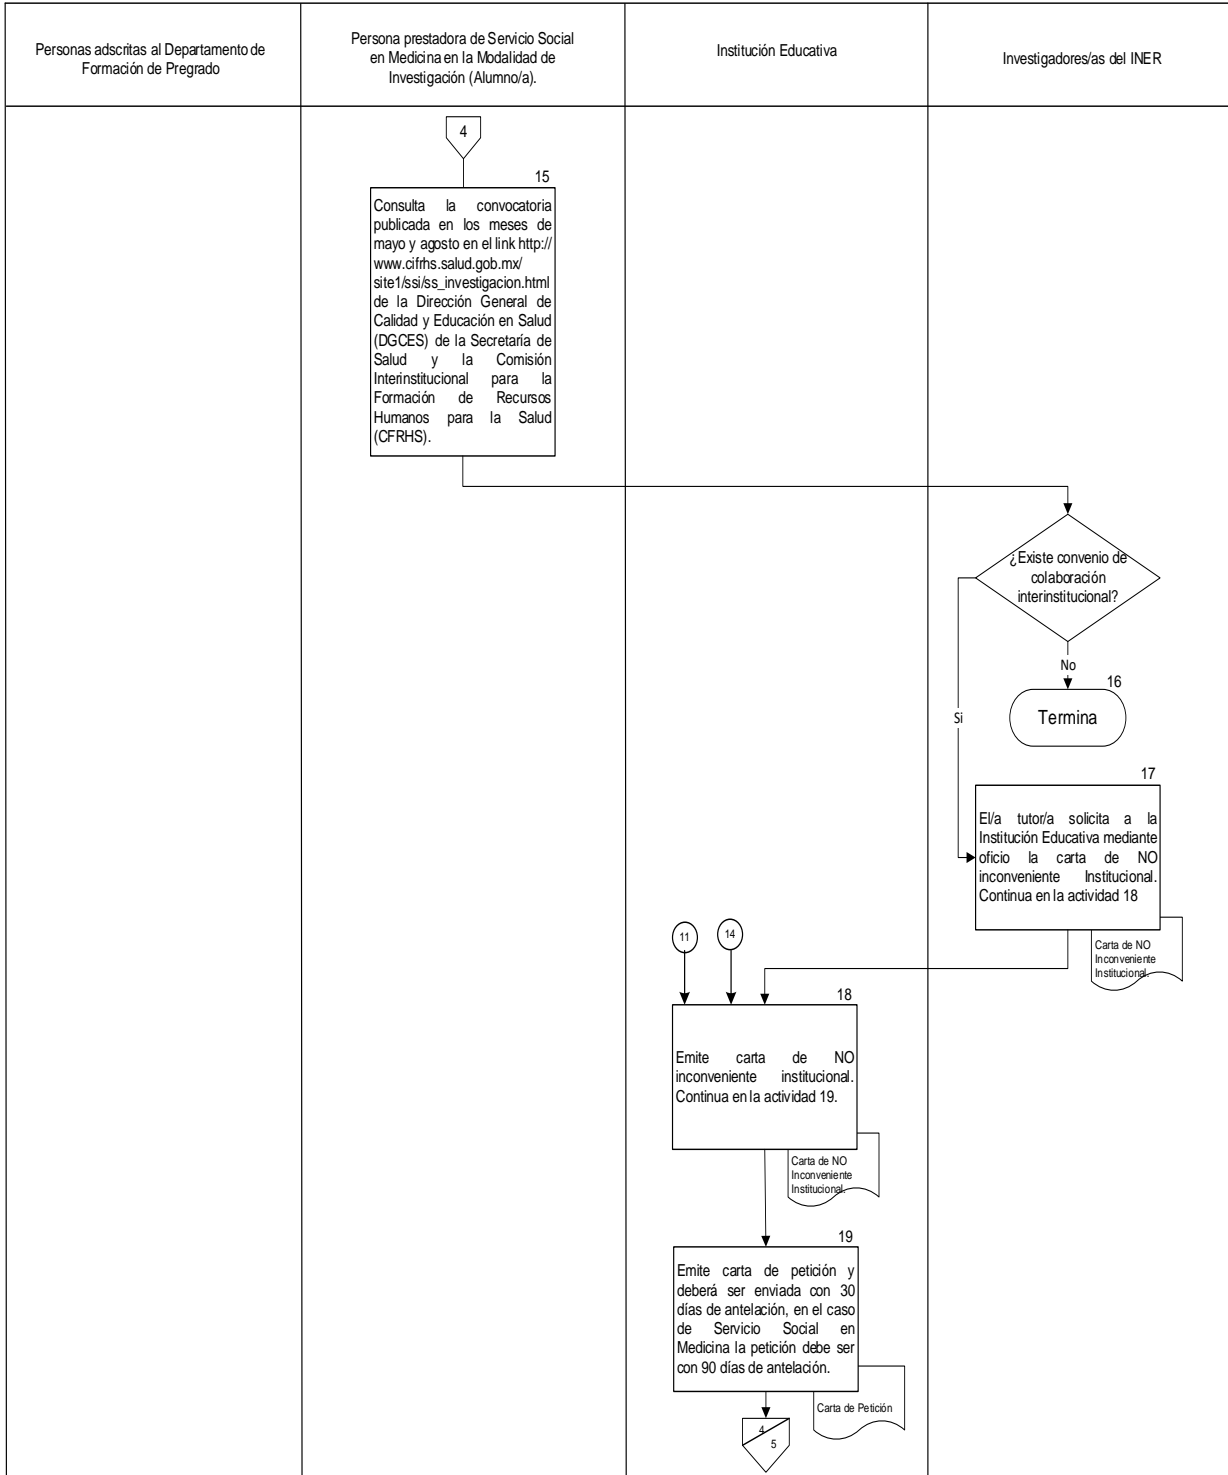 Personas adscritas al Departamento de
Formación de Pregrado
Persona prestadora de Servicio Social
en Medicina en la Modalidad de
Investigación (Alumno/a).
Institución Educativa
Investigadores/as del INER
4
15
Consulta la convocatoria
publicada en los meses de
mayo y agosto en el link http://
www.cifrhs.salud.gob.mx/
site1/ssi/ss_investigacion.html
de la Dirección General de
Calidad y Educación en Salud
(DGCES) de la Secretaría de
Salud y la Comisión
Interinstitucional para la
Formación de Recursos
Humanos para la Salud
(CFRHS).
¿Existe convenio de
colaboración
interinstitucional?
No
16
Termina
Si
17
El/a tutor/a solicita a la
Institución Educativa mediante
oficio la carta de NO
inconveniente Institucional.
Continua en la actividad 18
Carta de NO
Inconveniente
Institucional.
11
14
18
Emite carta de NO
inconveniente institucional.
Continua en la actividad 19.
Carta de NO
Inconveniente
Institucional.
19
Emite carta de petición y
deberá ser enviada con 30
días de antelación, en el caso
de Servicio Social en
Medicina la petición debe ser
con 90 días de antelación.
Carta de Petición
4
5